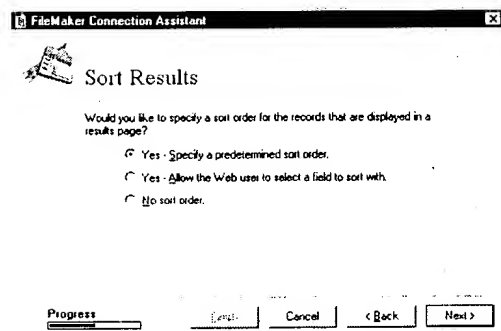 FileMaker Connection Assistant
Sort Results
Would you like to specify a sort order for the records that are displayed in a
results page?
Yes - Specify a predetermined sort order.
Yes - Allow the Web user to select a field to sort with.
No sort order.
Progress
Cancel
< Back
Next >